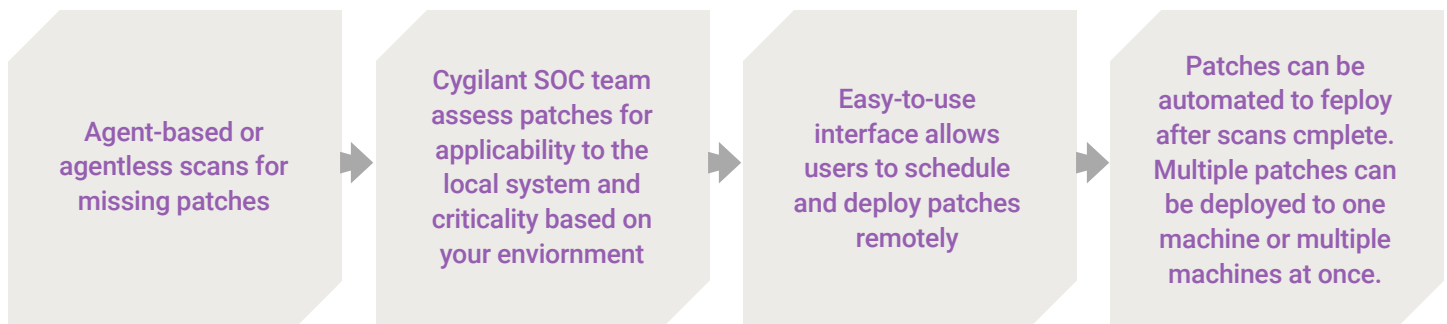 Agent-based or
agentless scans for
missing patches
Cygilant SOC team
assess patches for
applicability to the
local system and
criticality based on
your enviornment
Easy-to-use
interface allows
users to schedule
and deploy patches
remotely
Patches can be
automated to feploy
after scans cmplete.
Multiple patches can
be deployed to one
machine or multiple
machines at once.